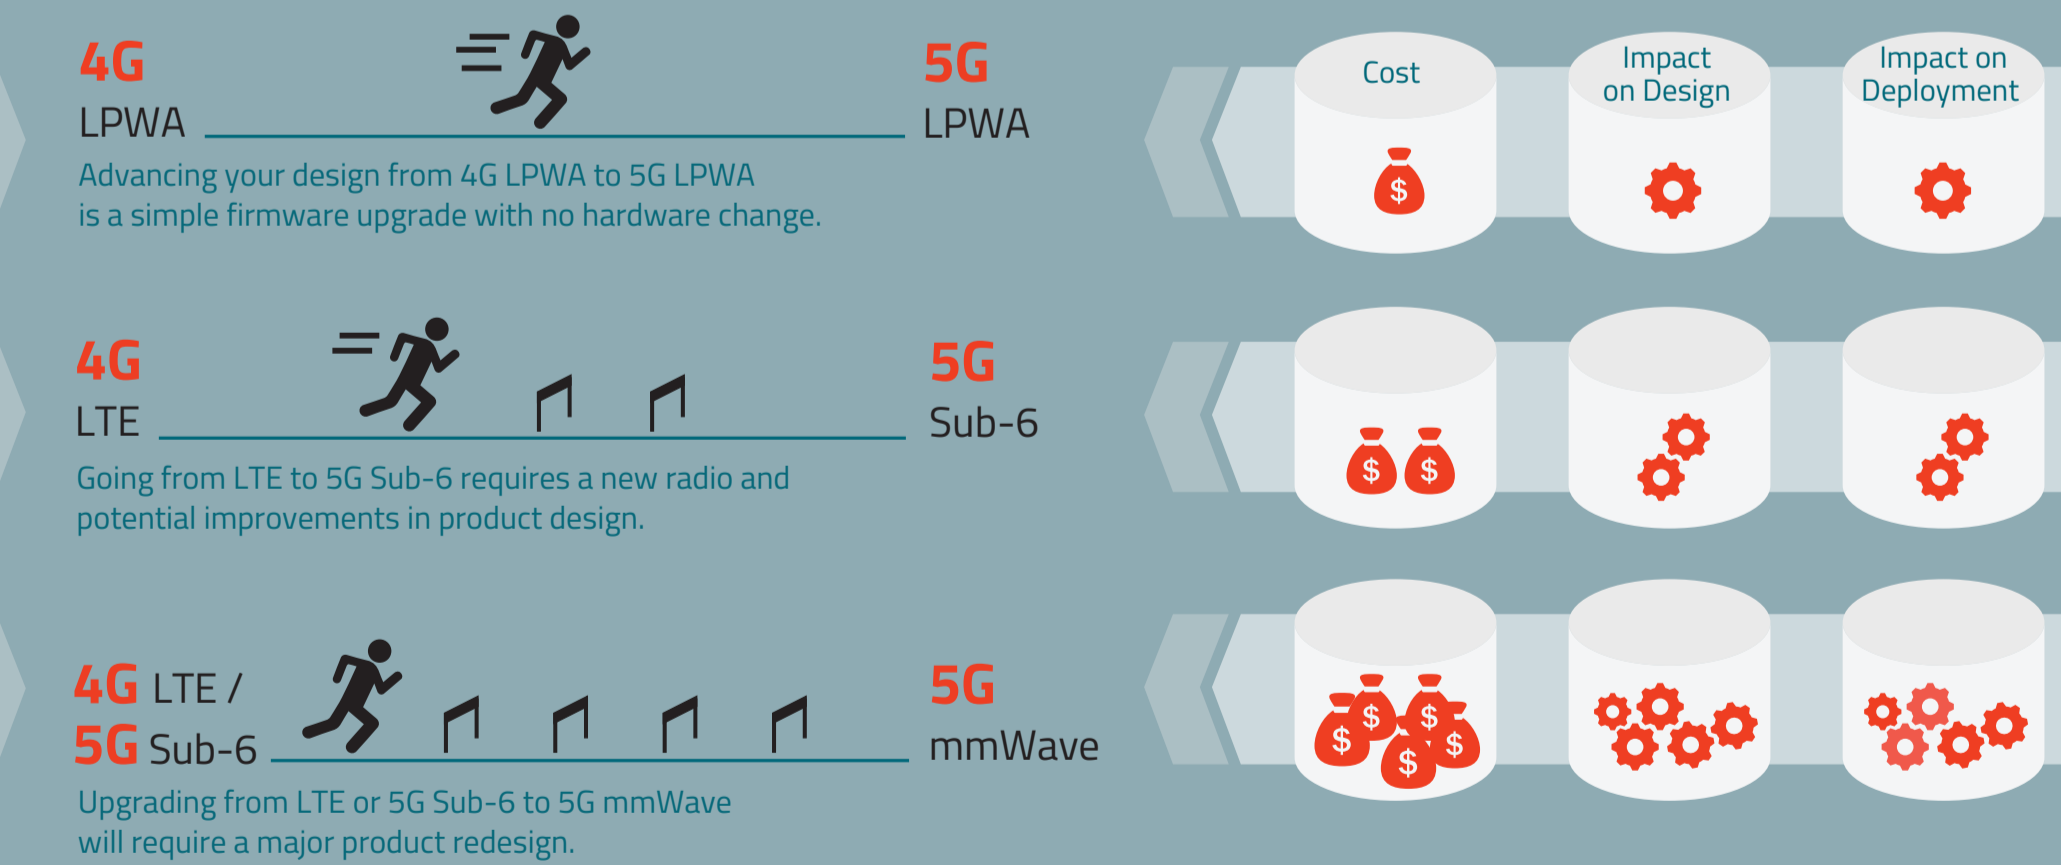 4G
LPWA
5G
LPWA
Advancing your design from 4G LPWA to 5G LPWA
is a simple firmware upgrade with no hardware change.
Cost
Impact
on Design
Impact on
Deployment
$
4G
LTE
5G
Sub-6
Going from LTE to 5G Sub-6 requires a new radio and
potential improvements in product design.
$ $
4G LTE /
5G Sub-6
5G
mmWave
Upgrading from LTE or 5G Sub-6 to 5G mmWave
will require a major product redesign.
$ $ $ $ $